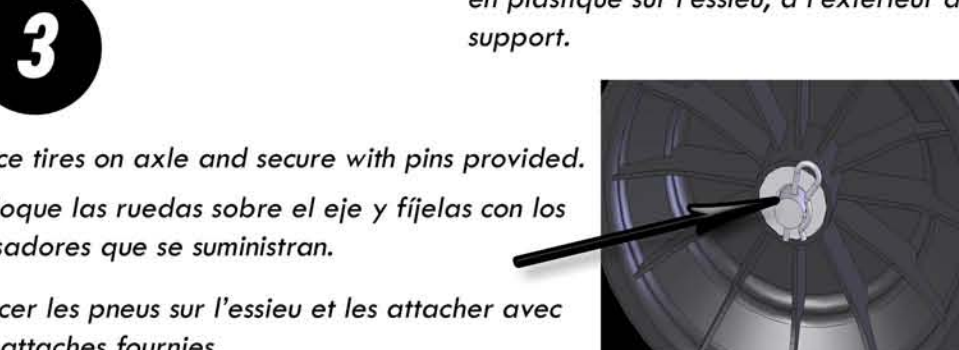 en plastique sur l'essieu, à l'extérieur
support.
3
ce tires on axle and secure with pins provided.
oque las ruedas sobre el eje y fíjelas con los
sadores que se suministran.
cer les pneus sur l'essieu et les attacher avec
attaches fournies